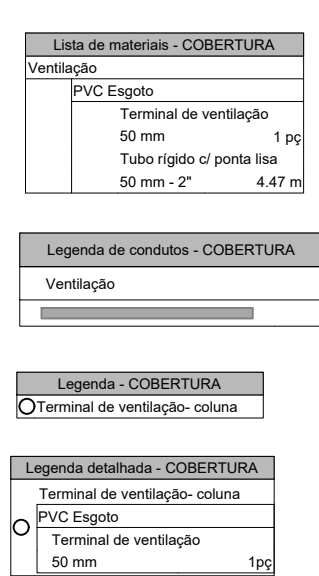 Lista de materiais - COBERTURA
Ventilação
PVC Esgoto
Terminal de ventilação
50 mm 1 pç
Tubo rígido c/ ponta lisa
50 mm - 2" 4.47 m
Legenda de condutos - COBERTURA
Ventilação
Legenda - COBERTURA
Terminal de ventilação- coluna
Legenda detalhada - COBERTURA
Terminal de ventilação- coluna
PVC Esgoto
Terminal de ventilação
50 mm 1pç